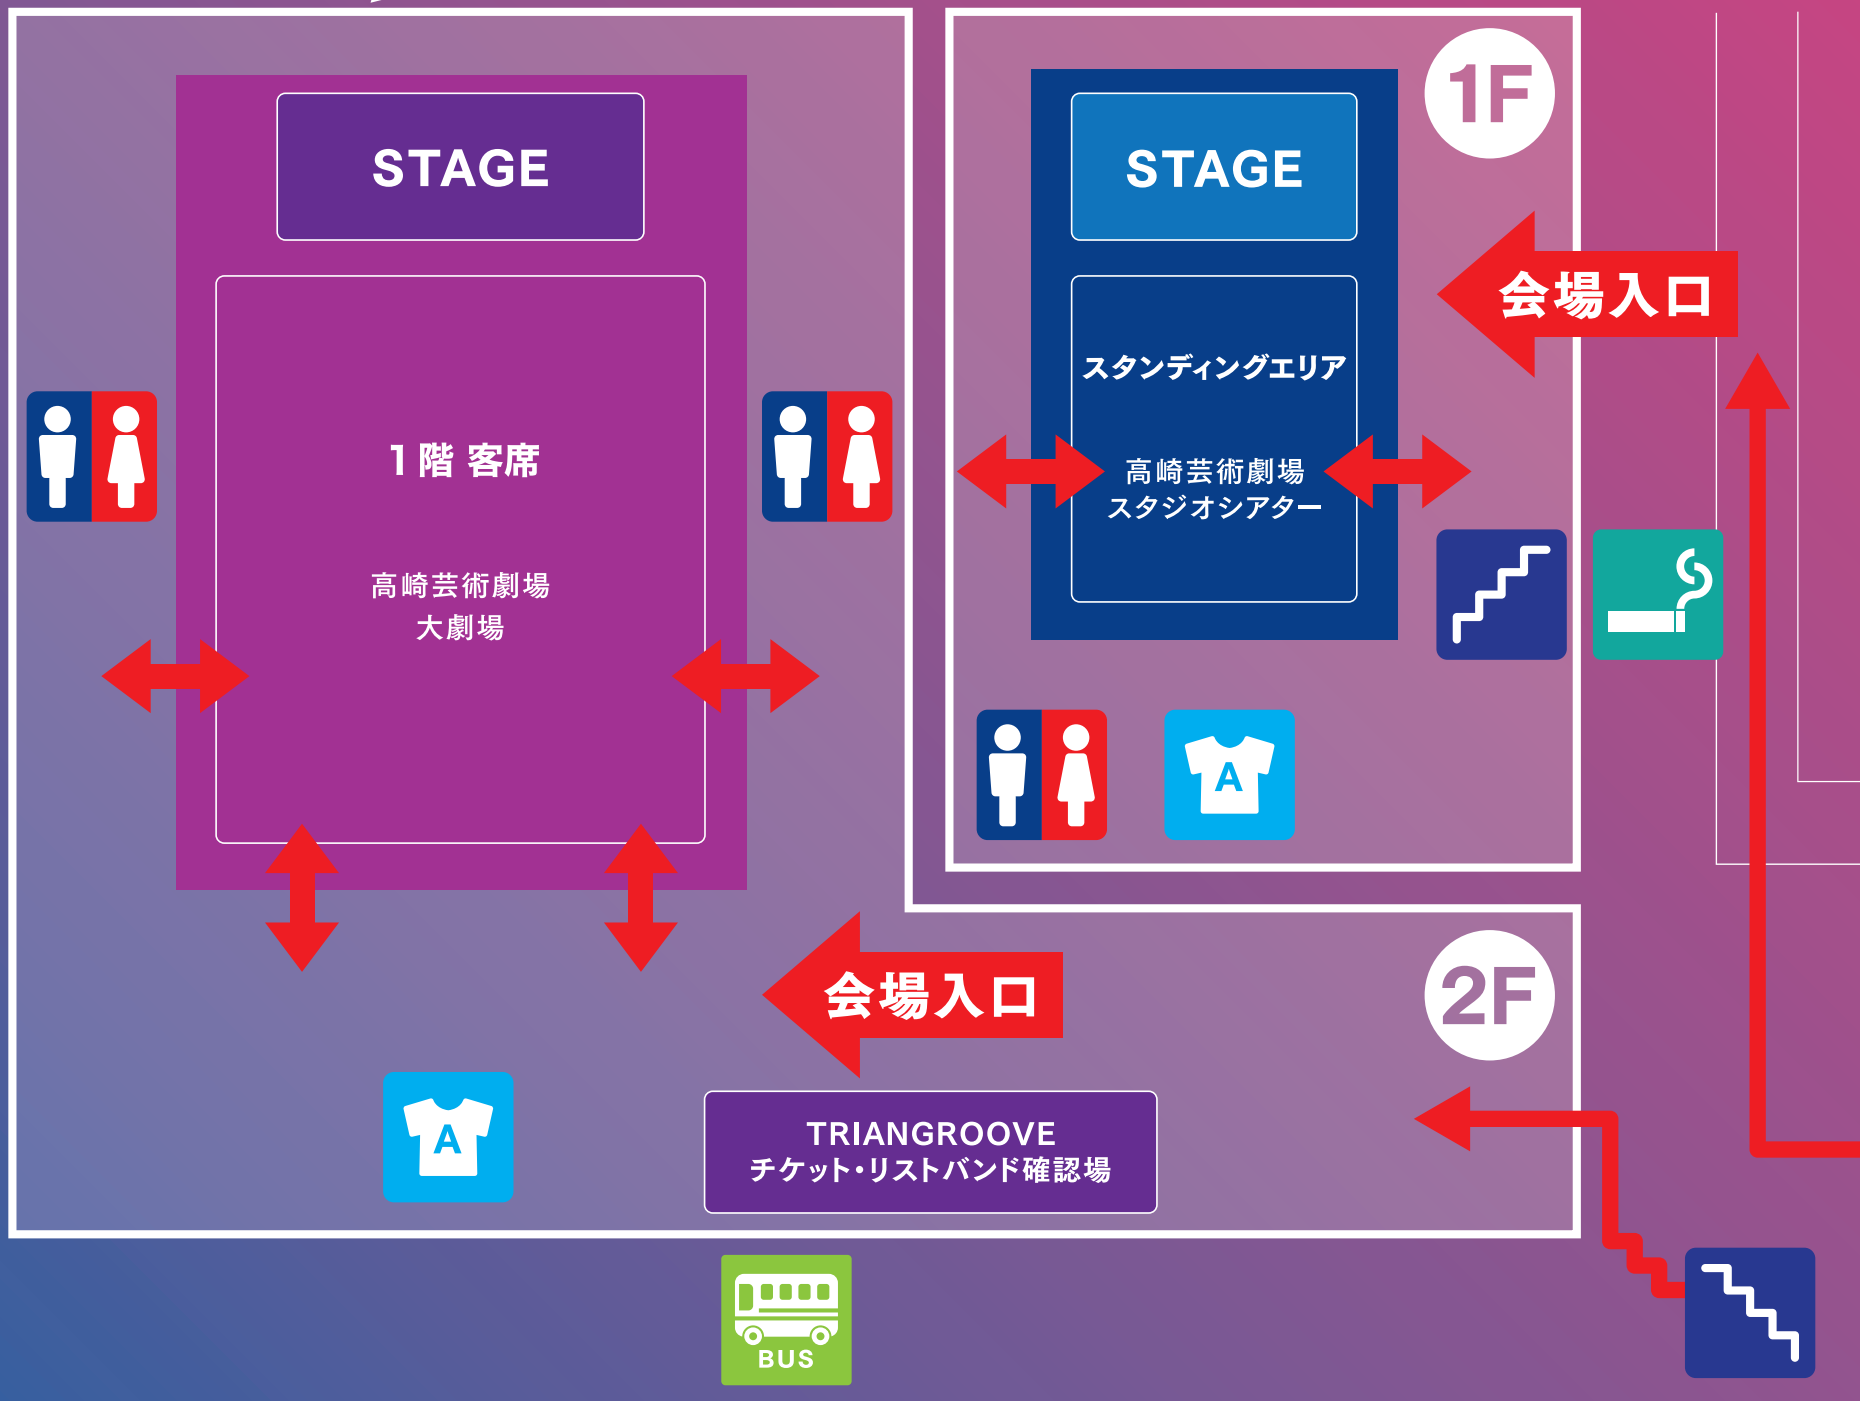 STAGE
1階 客席
高崎芸術劇場
大劇場
1F
STAGE
会場入口
スタンディングエリア
高崎芸術劇場
スタジオシアター
A
2F
会場入口
A
TRIANGROOVE
チケット・リストバンド確認場
BUS